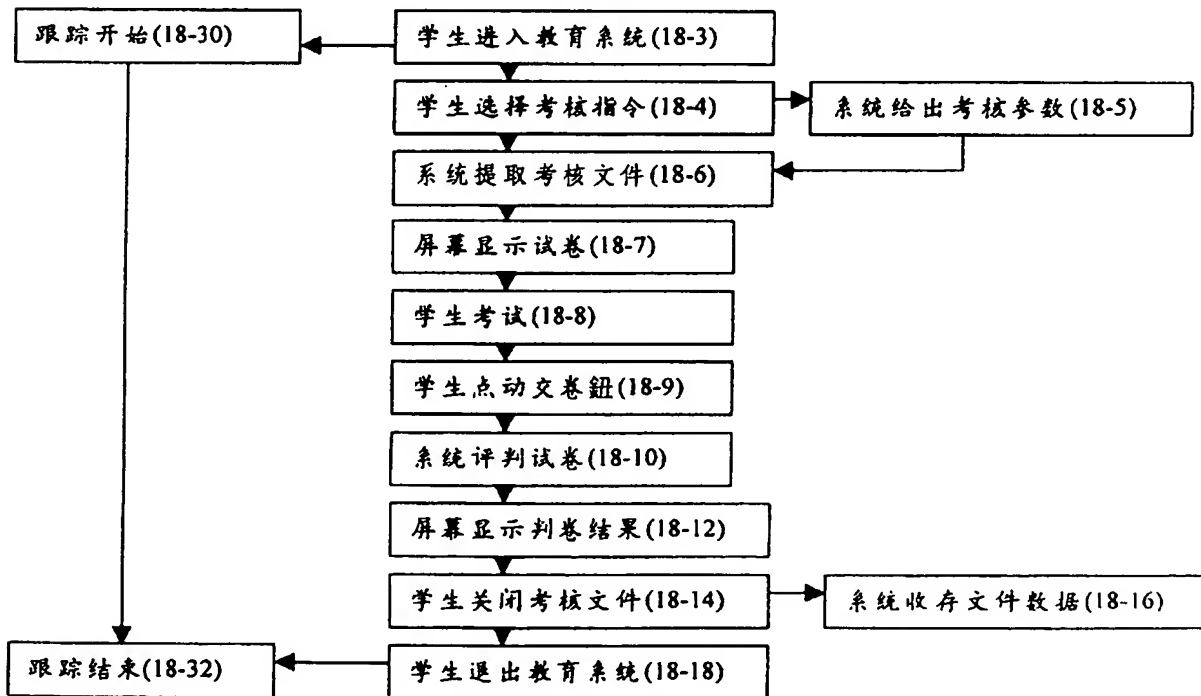 跟踪开始(18-30)
学生进入教育系统(18-3)
学生选择考核指令(18-4)
系统给出考核参数(18-5)
系统提取考核文件(18-6)
屏幕显示试卷(18-7)
学生考试(18-8)
学生点动交卷鈕(18-9)
系统评判试卷(18-10)
屏幕显示判卷结果(18-12)
学生关闭考核文件(18-14)
系统收存文件数据(18-16)
跟踪结束(18-32)
学生退出教育系统(18-18)